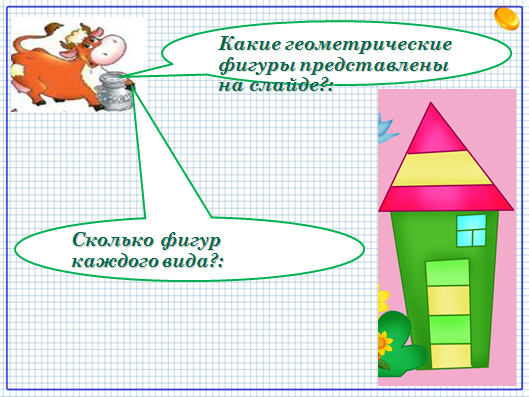 Какие геометрические
фигуры представлены
на слайде?:
Сколько фигур
каждого вида?: